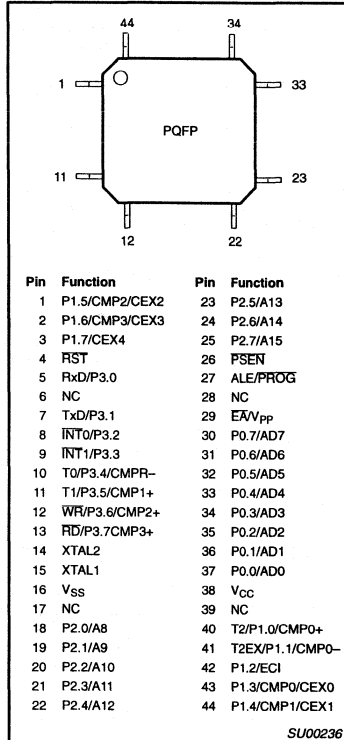 44 34
1 33
PQFP
11 23
12 22
Pin Function Pin Function
1 P1.5/CMP2/CEX2 23 P2.5/A13
2 P1.6/CMP3/CEX3 24 P2.6/A14
3 P1.7/CEX4 25 P2.7/A15
4 R̅S̅T̅ 26 P̅S̅E̅N̅
5 RxD/P3.0 27 ALE/P̅R̅O̅G̅
6 NC 28 NC
7 TxD/P3.1 29 E̅A̅/VPP
8 I̅N̅T̅0/P3.2 30 P0.7/AD7
9 I̅N̅T̅1/P3.3 31 P0.6/AD6
10 T0/P3.4/CMPR– 32 P0.5/AD5
11 T1/P3.5/CMP1+ 33 P0.4/AD4
12 W̅R̅/P3.6/CMP2+ 34 P0.3/AD3
13 R̅D̅/P3.7CMP3+ 35 P0.2/AD2
14 XTAL2 36 P0.1/AD1
15 XTAL1 37 P0.0/AD0
16 VSS 38 VCC
17 NC 39 NC
18 P2.0/A8 40 T2/P1.0/CMP0+
19 P2.1/A9 41 T2EX/P1.1/CMP0–
20 P2.2/A10 42 P1.2/ECI
21 P2.3/A11 43 P1.3/CMP0/CEX0
22 P2.4/A12 44 P1.4/CMP1/CEX1
SU00236